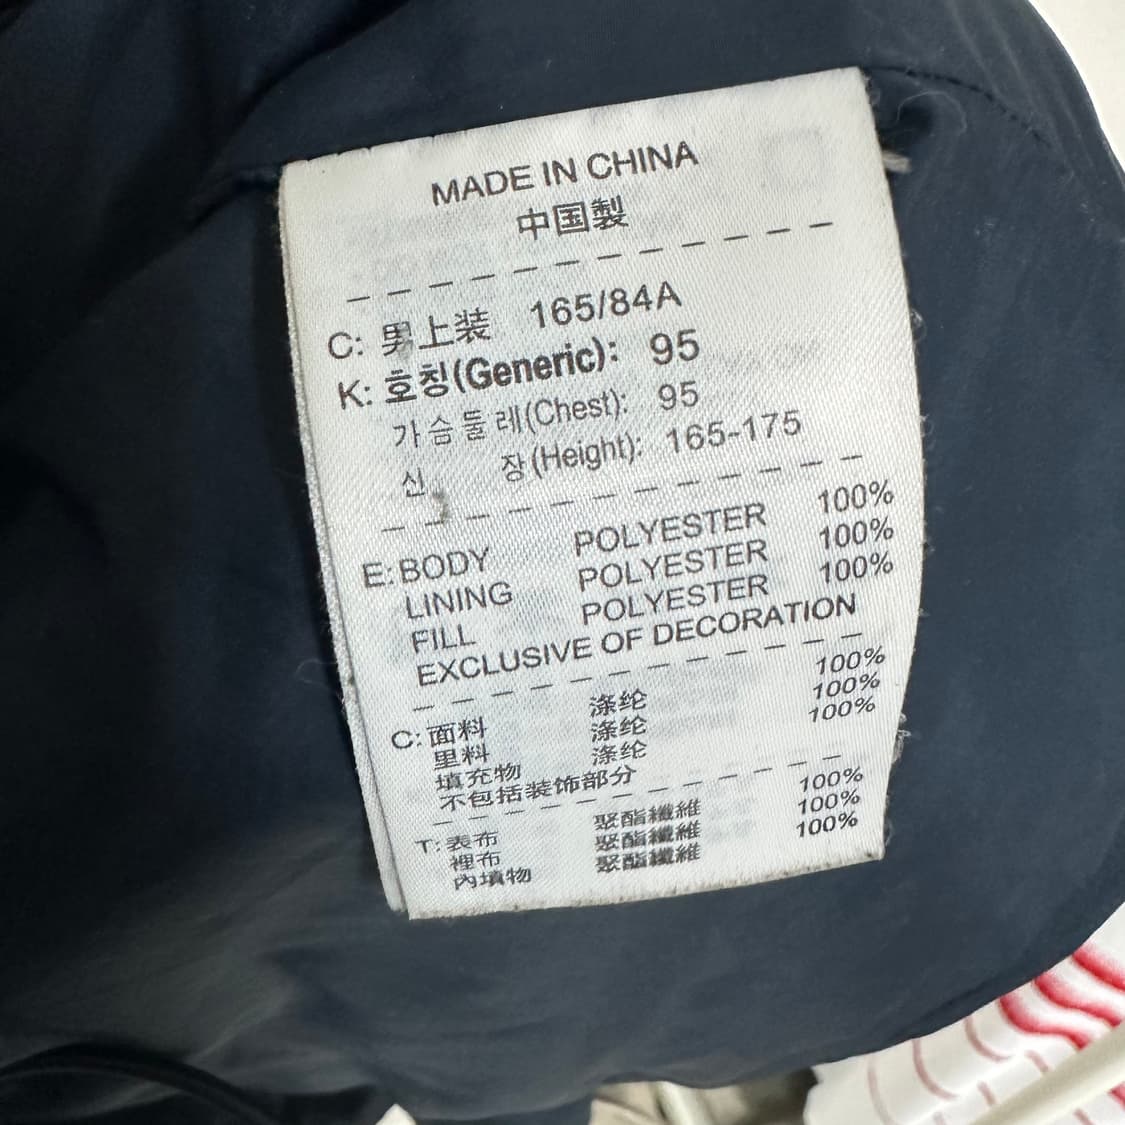 MADE IN CHINA
中国製
C: 男上装 165/84A
K: 호칭(Generic): 95
가슴둘레(Chest): 95
신 장(Height): 165-175
E: BODY POLYESTER 100%
LINING POLYESTER 100%
FILL POLYESTER 100%
EXCLUSIVE OF DECORATION
C: 面料 涤纶 100%
里料 涤纶 100%
填充物 涤纶 100%
不包括装饰部分
T: 表布 聚酯纖維 100%
裡布 聚酯纖維 100%
內填物 聚酯纖維 100%